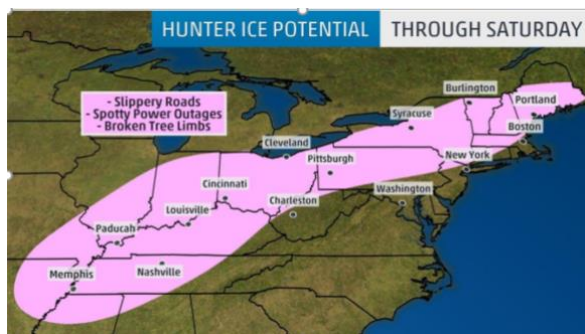 HUNTER ICE POTENTIAL
THROUGH SATURDAY
- Slippery Roads
- Spotty Power Outages
- Broken Tree Limbs
Burlington
Portland
Syracuse
Boston
Cleveland
Pittsburgh
New York
Cincinnati
Washington
Charleston
Louisville
Paducah
Memphis
Nashville